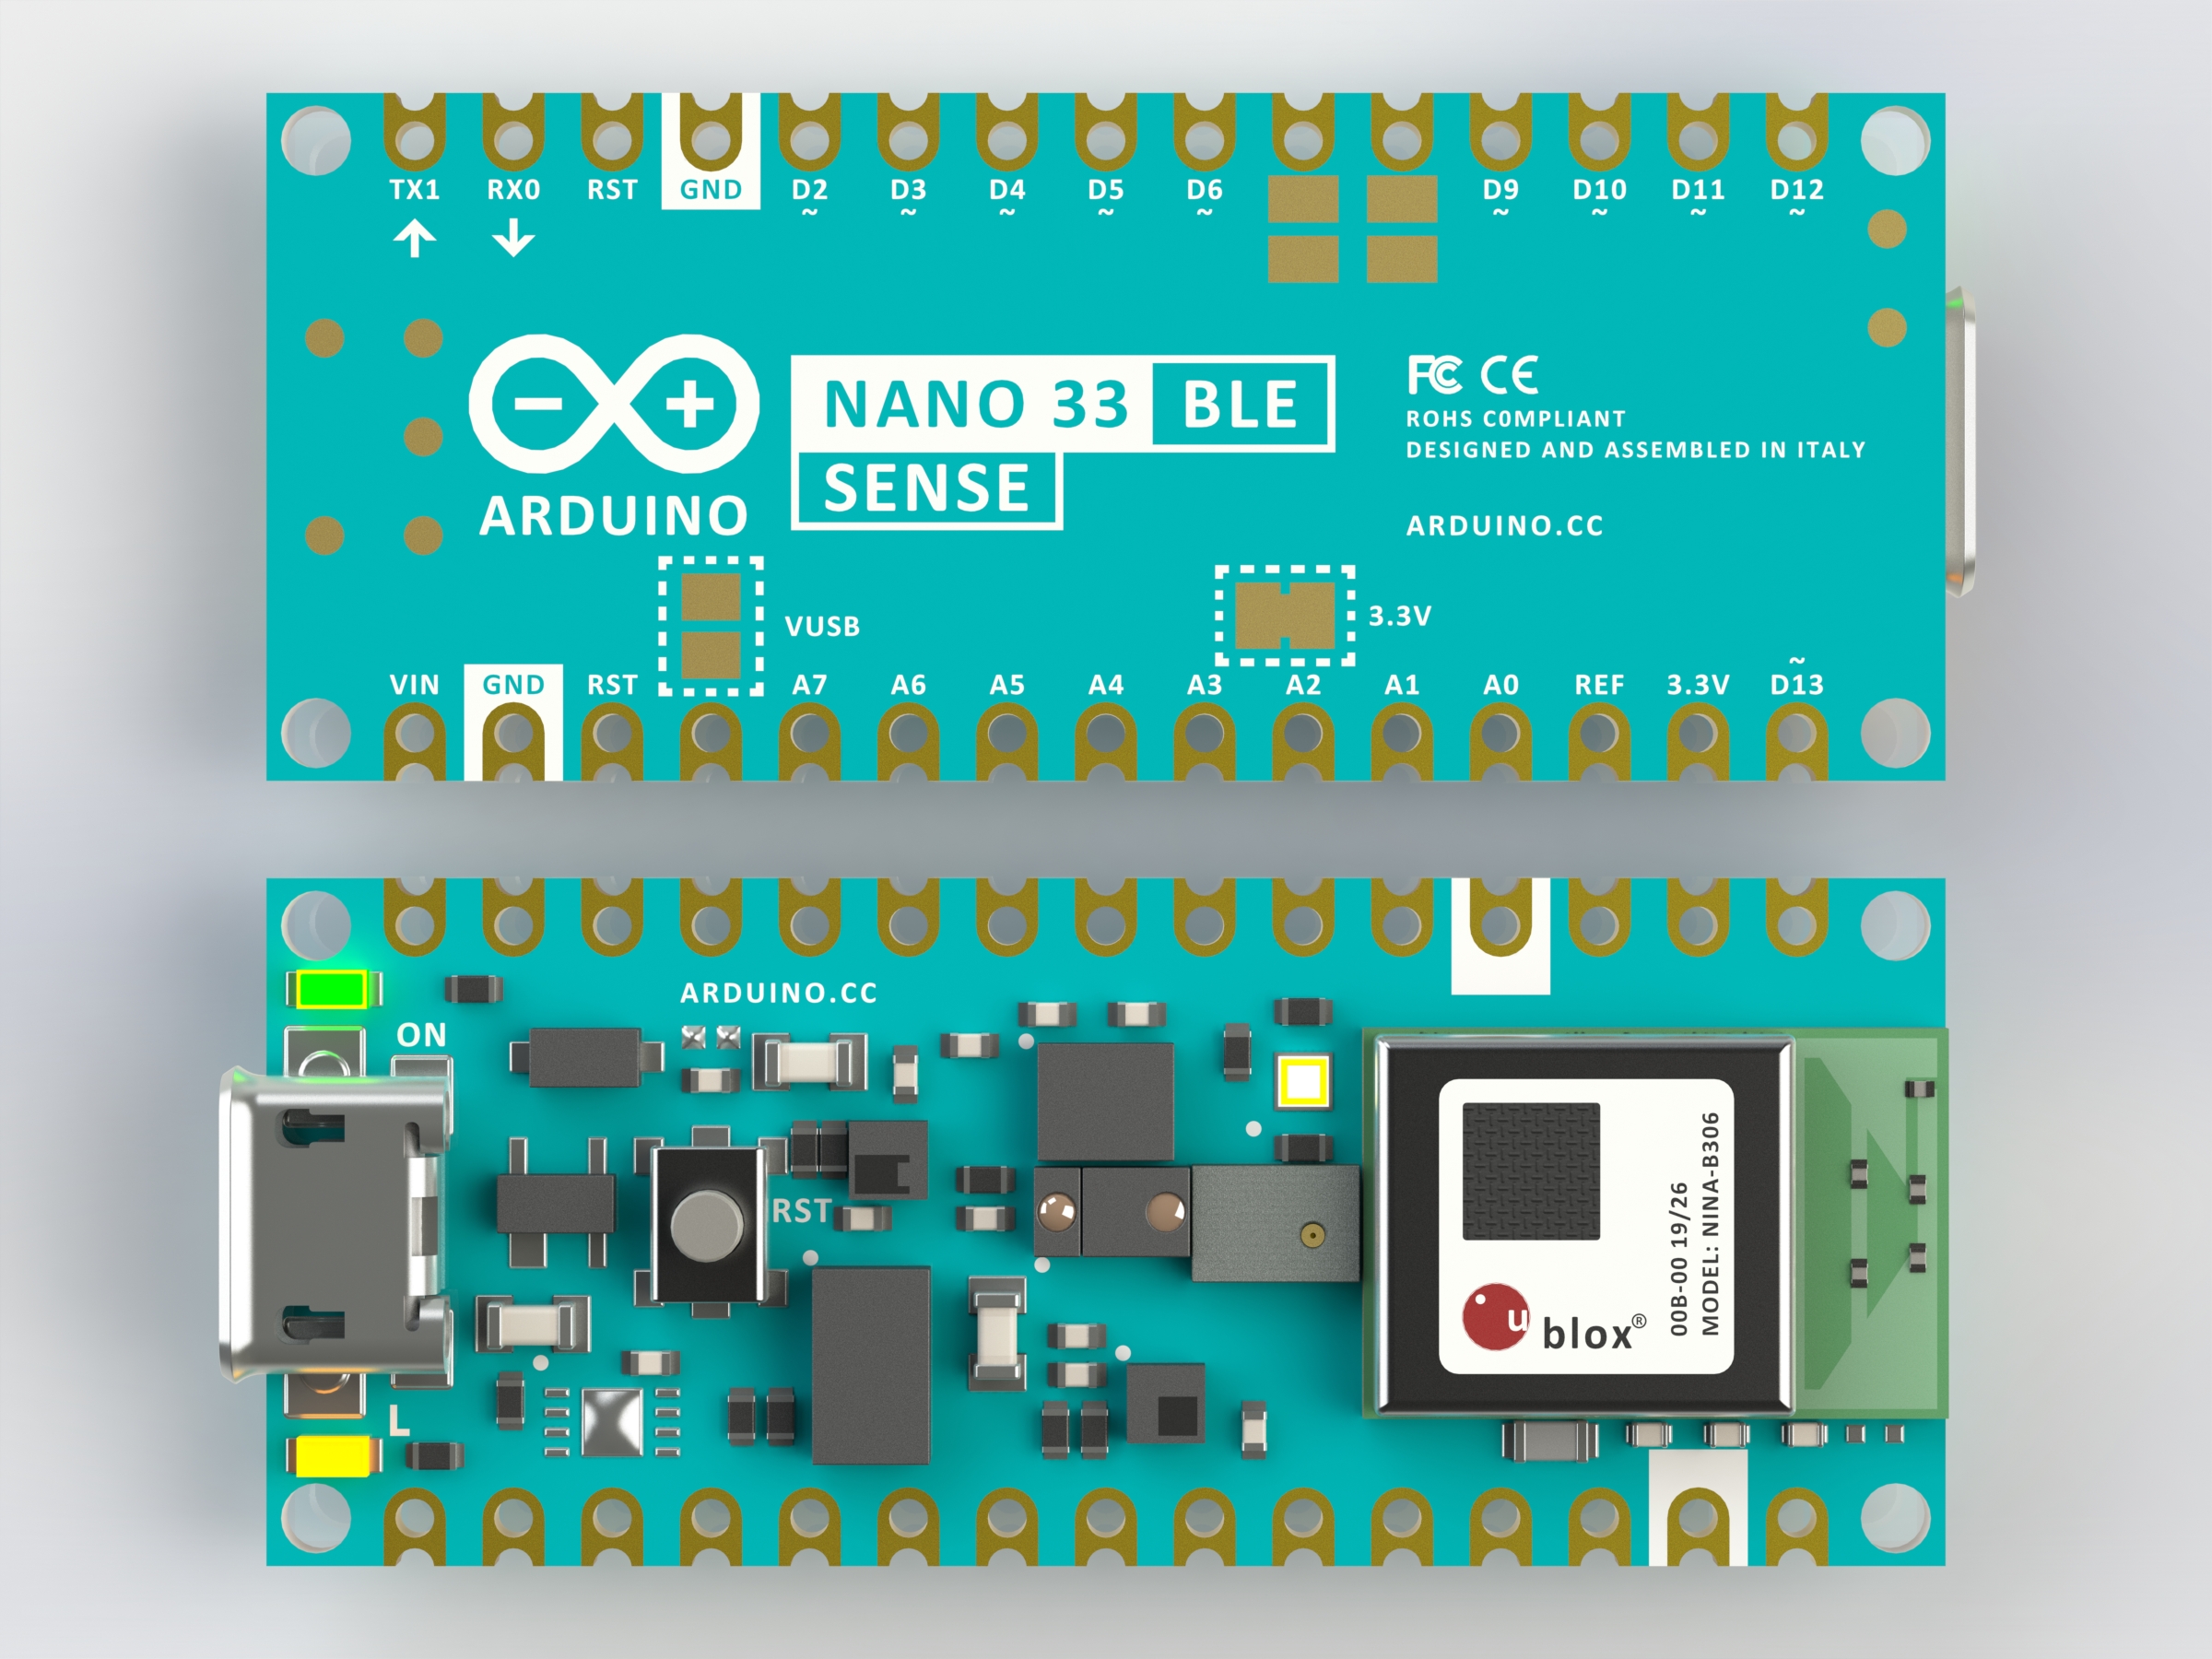 TX1 RX0 RST GND D2 D3 D4 D5 D6 D9 D10 D11 D12
~ ~ ~ ~ ~ ~ ~ ~ ~
NANO 33 BLE
SENSE
ARDUINO
FC CE
ROHS C0MPLIANT
DESIGNED AND ASSEMBLED IN ITALY
ARDUINO.CC
VUSB
3.3V
~
VIN GND RST A7 A6 A5 A4 A3 A2 A1 A0 REF 3.3V D13
ARDUINO.CC
ON
RST
L
u blox®
00B-00 19/26
MODEL: NINA-B306